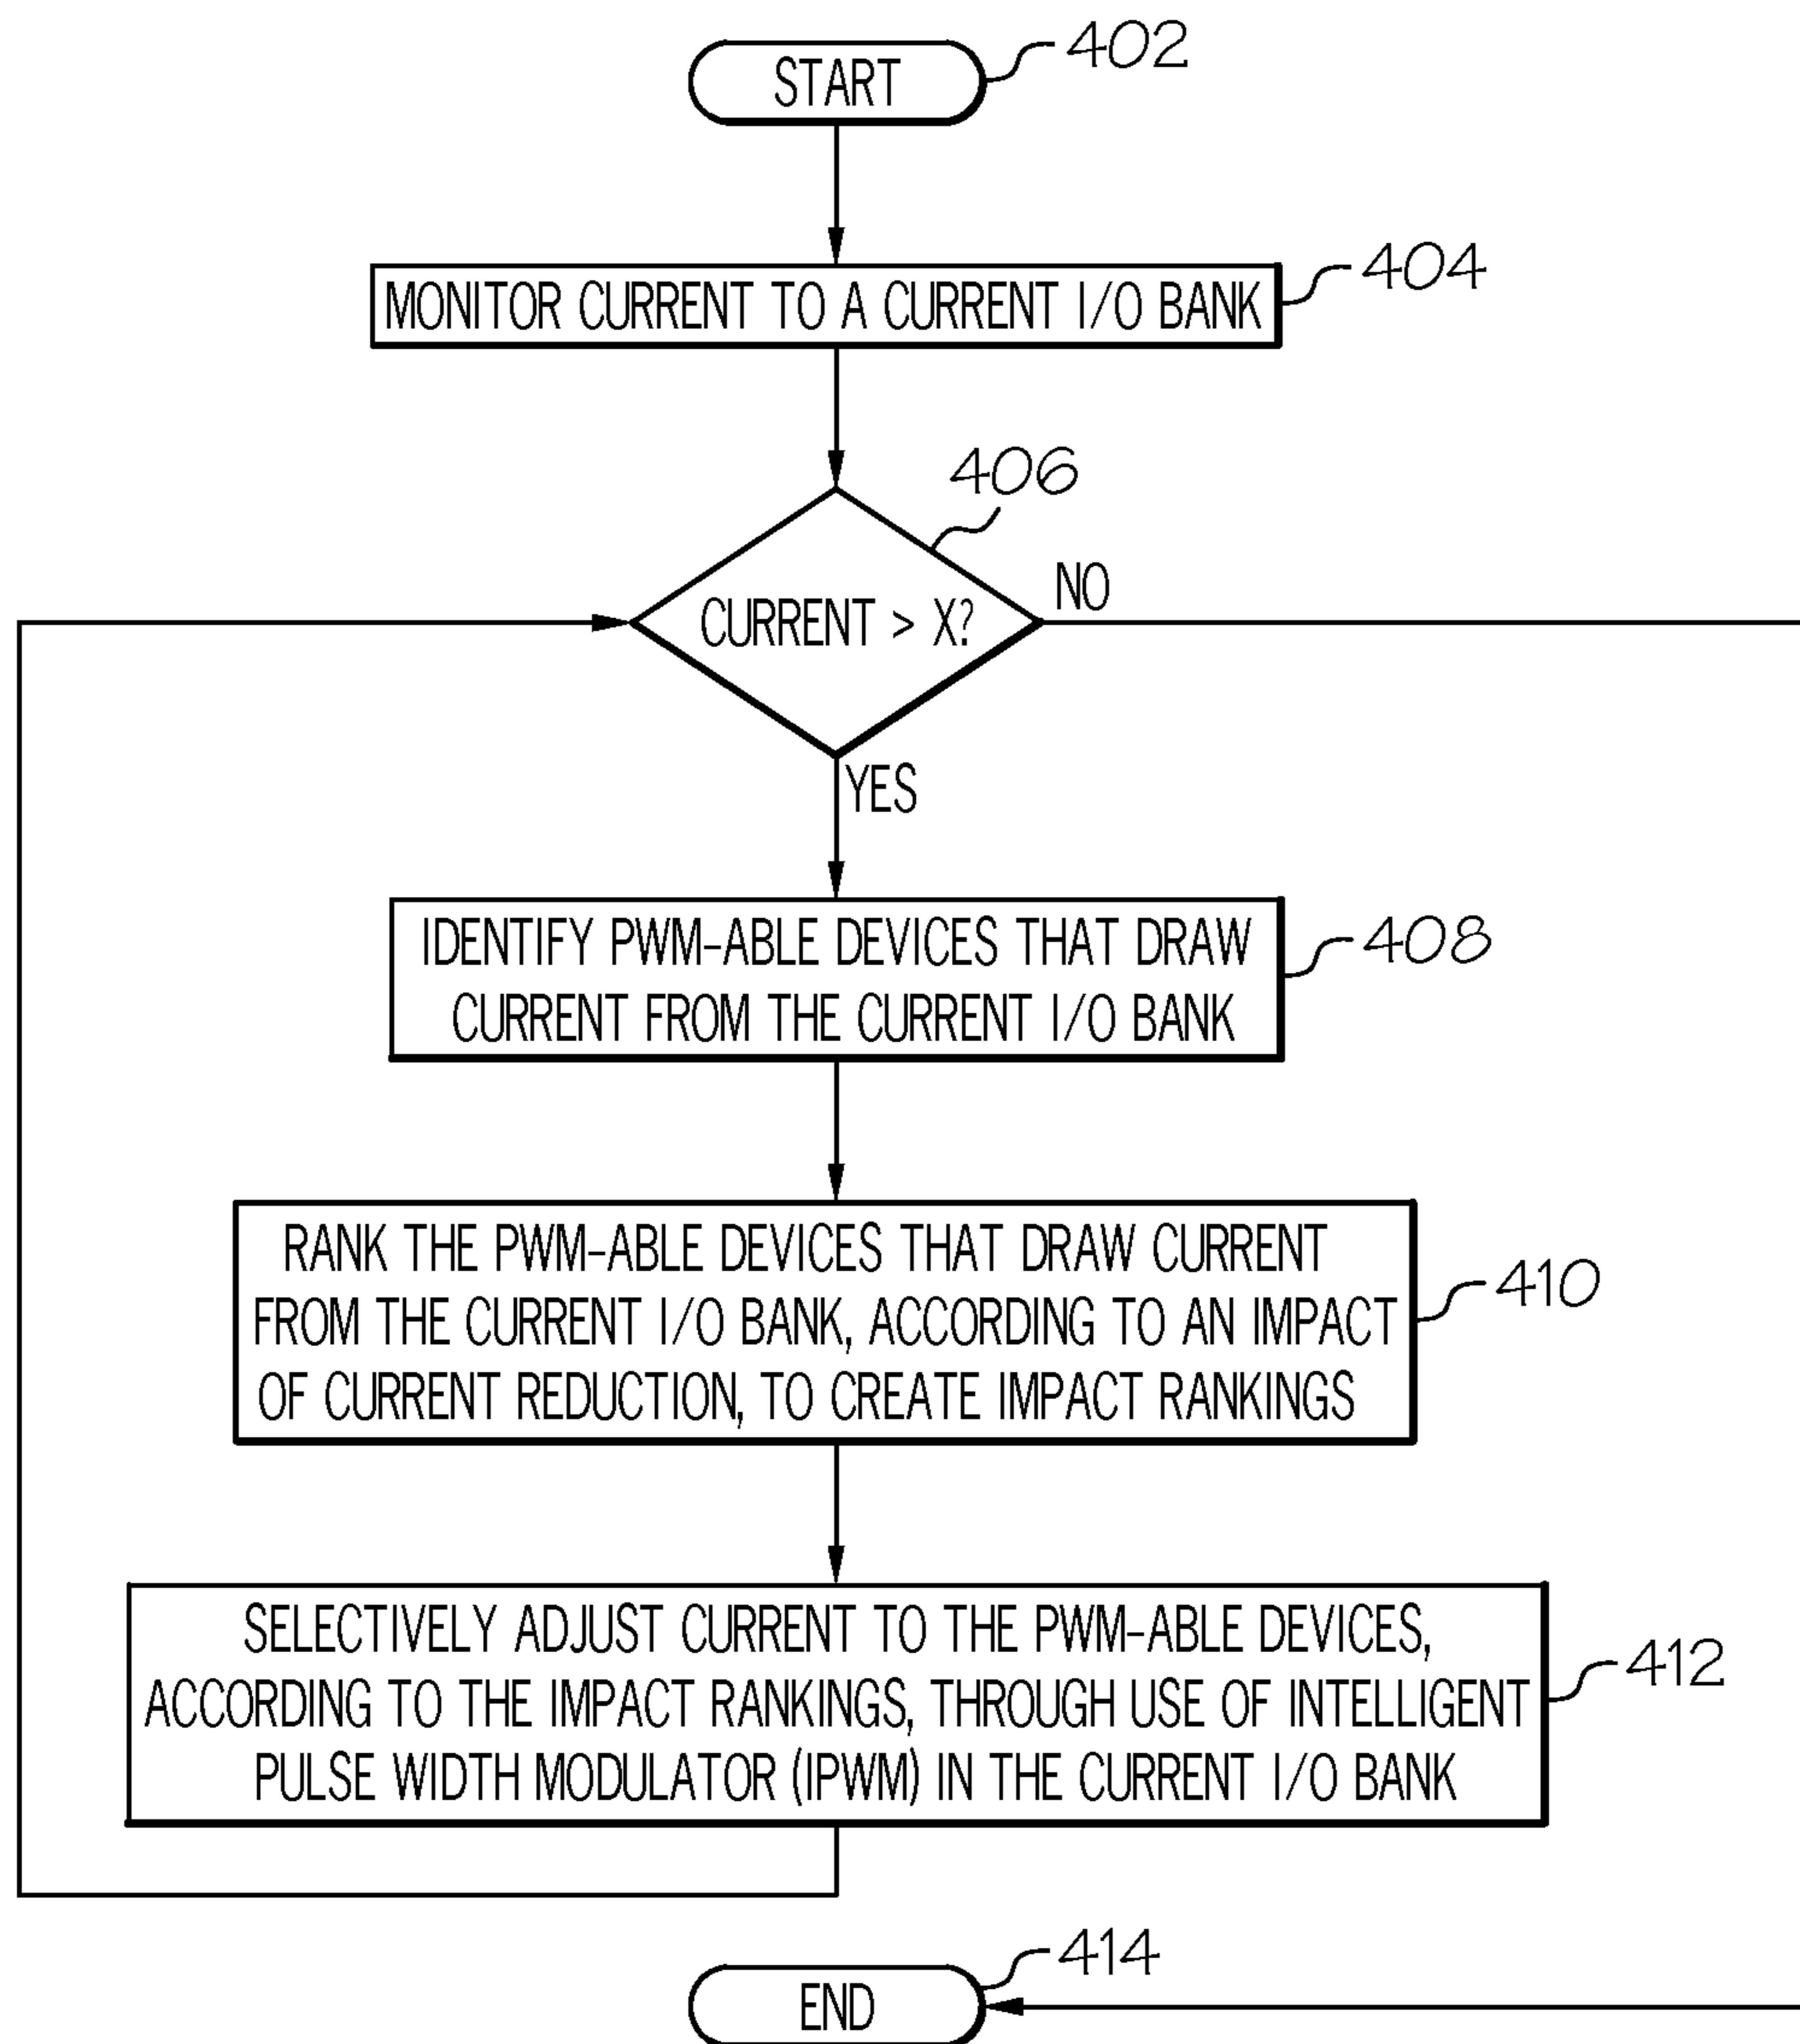 START
402
MONITOR CURRENT TO A CURRENT I/O BANK
404
406
CURRENT > X?
NO
YES
IDENTIFY PWM-ABLE DEVICES THAT DRAW
CURRENT FROM THE CURRENT I/O BANK
408
RANK THE PWM-ABLE DEVICES THAT DRAW CURRENT
FROM THE CURRENT I/O BANK, ACCORDING TO AN IMPACT
OF CURRENT REDUCTION, TO CREATE IMPACT RANKINGS
410
SELECTIVELY ADJUST CURRENT TO THE PWM-ABLE DEVICES,
ACCORDING TO THE IMPACT RANKINGS, THROUGH USE OF INTELLIGENT
PULSE WIDTH MODULATOR (IPWM) IN THE CURRENT I/O BANK
412
414
END